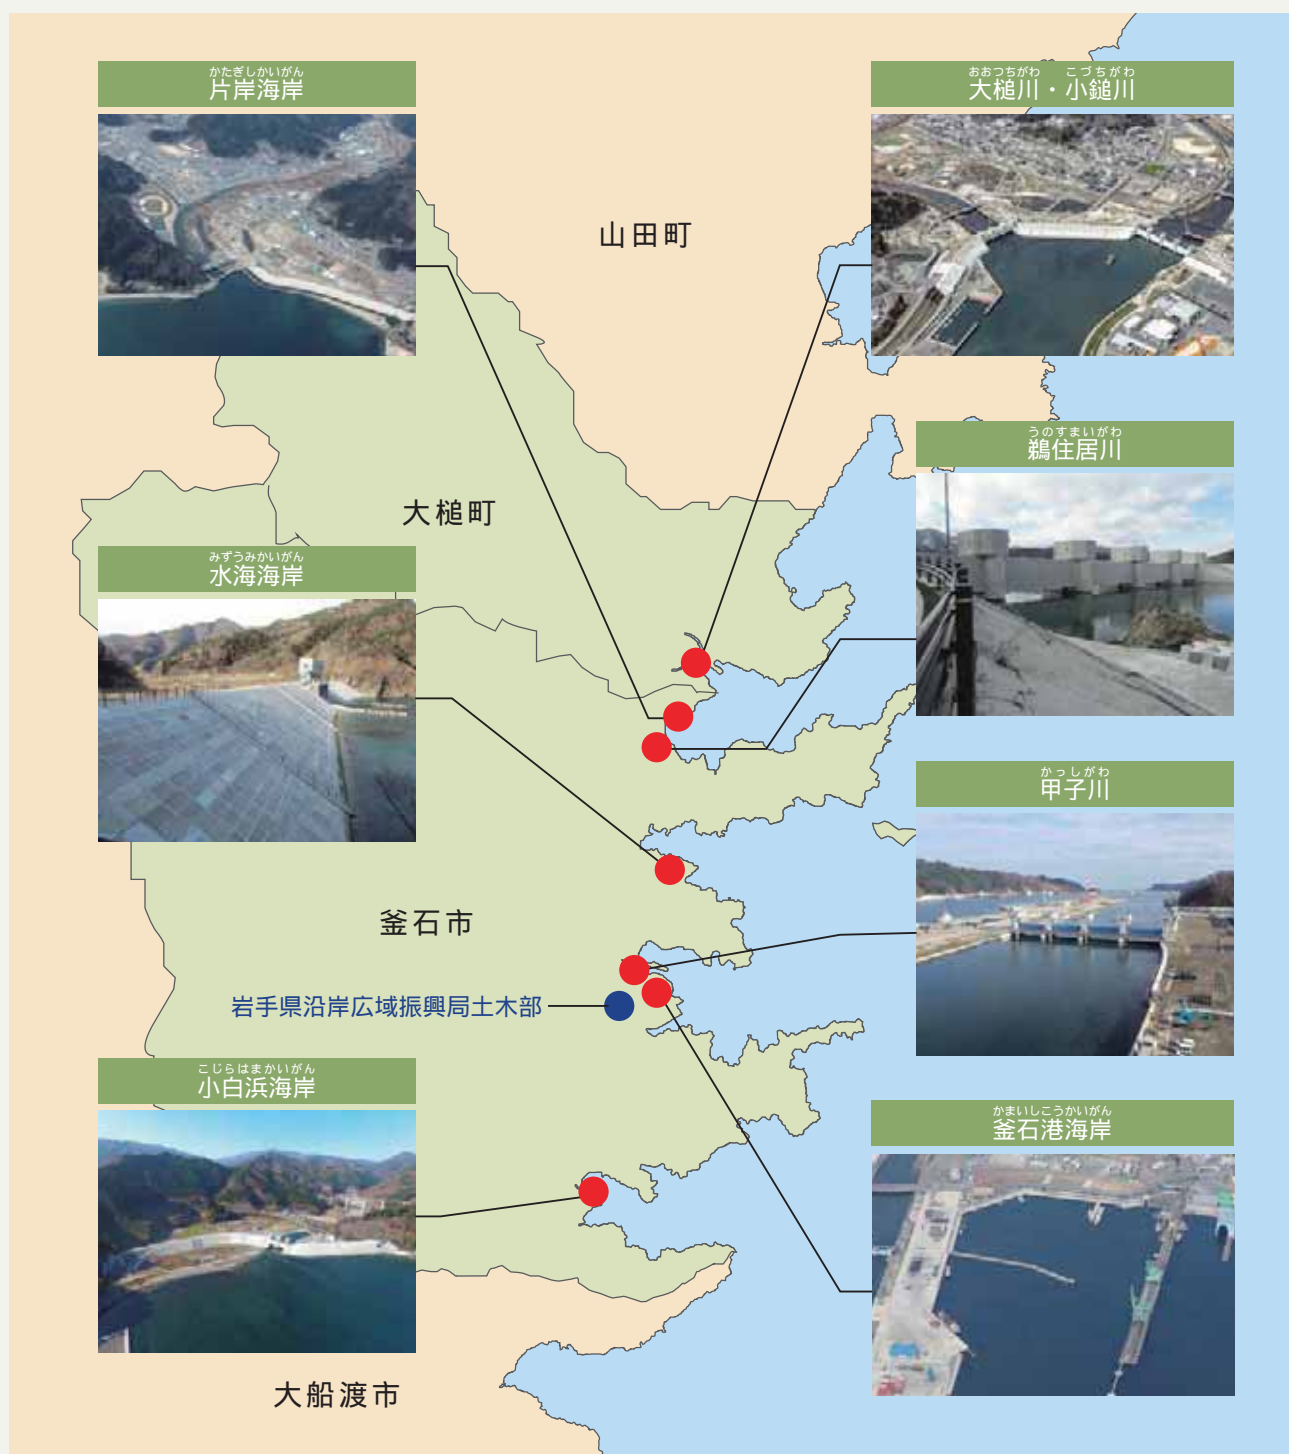 かたぎしかいがん
片岸海岸
おおつちがわ こづちがわ
大槌川・小鎚川
山田町
うのすまいがわ
鵜住居川
大槌町
みずうみかいがん
水海海岸
かっしがわ
甲子川
釜石市
岩手県沿岸広域振興局土木部
こじらはまかいがん
小白浜海岸
かまいしこうかいがん
釜石港海岸
大船渡市